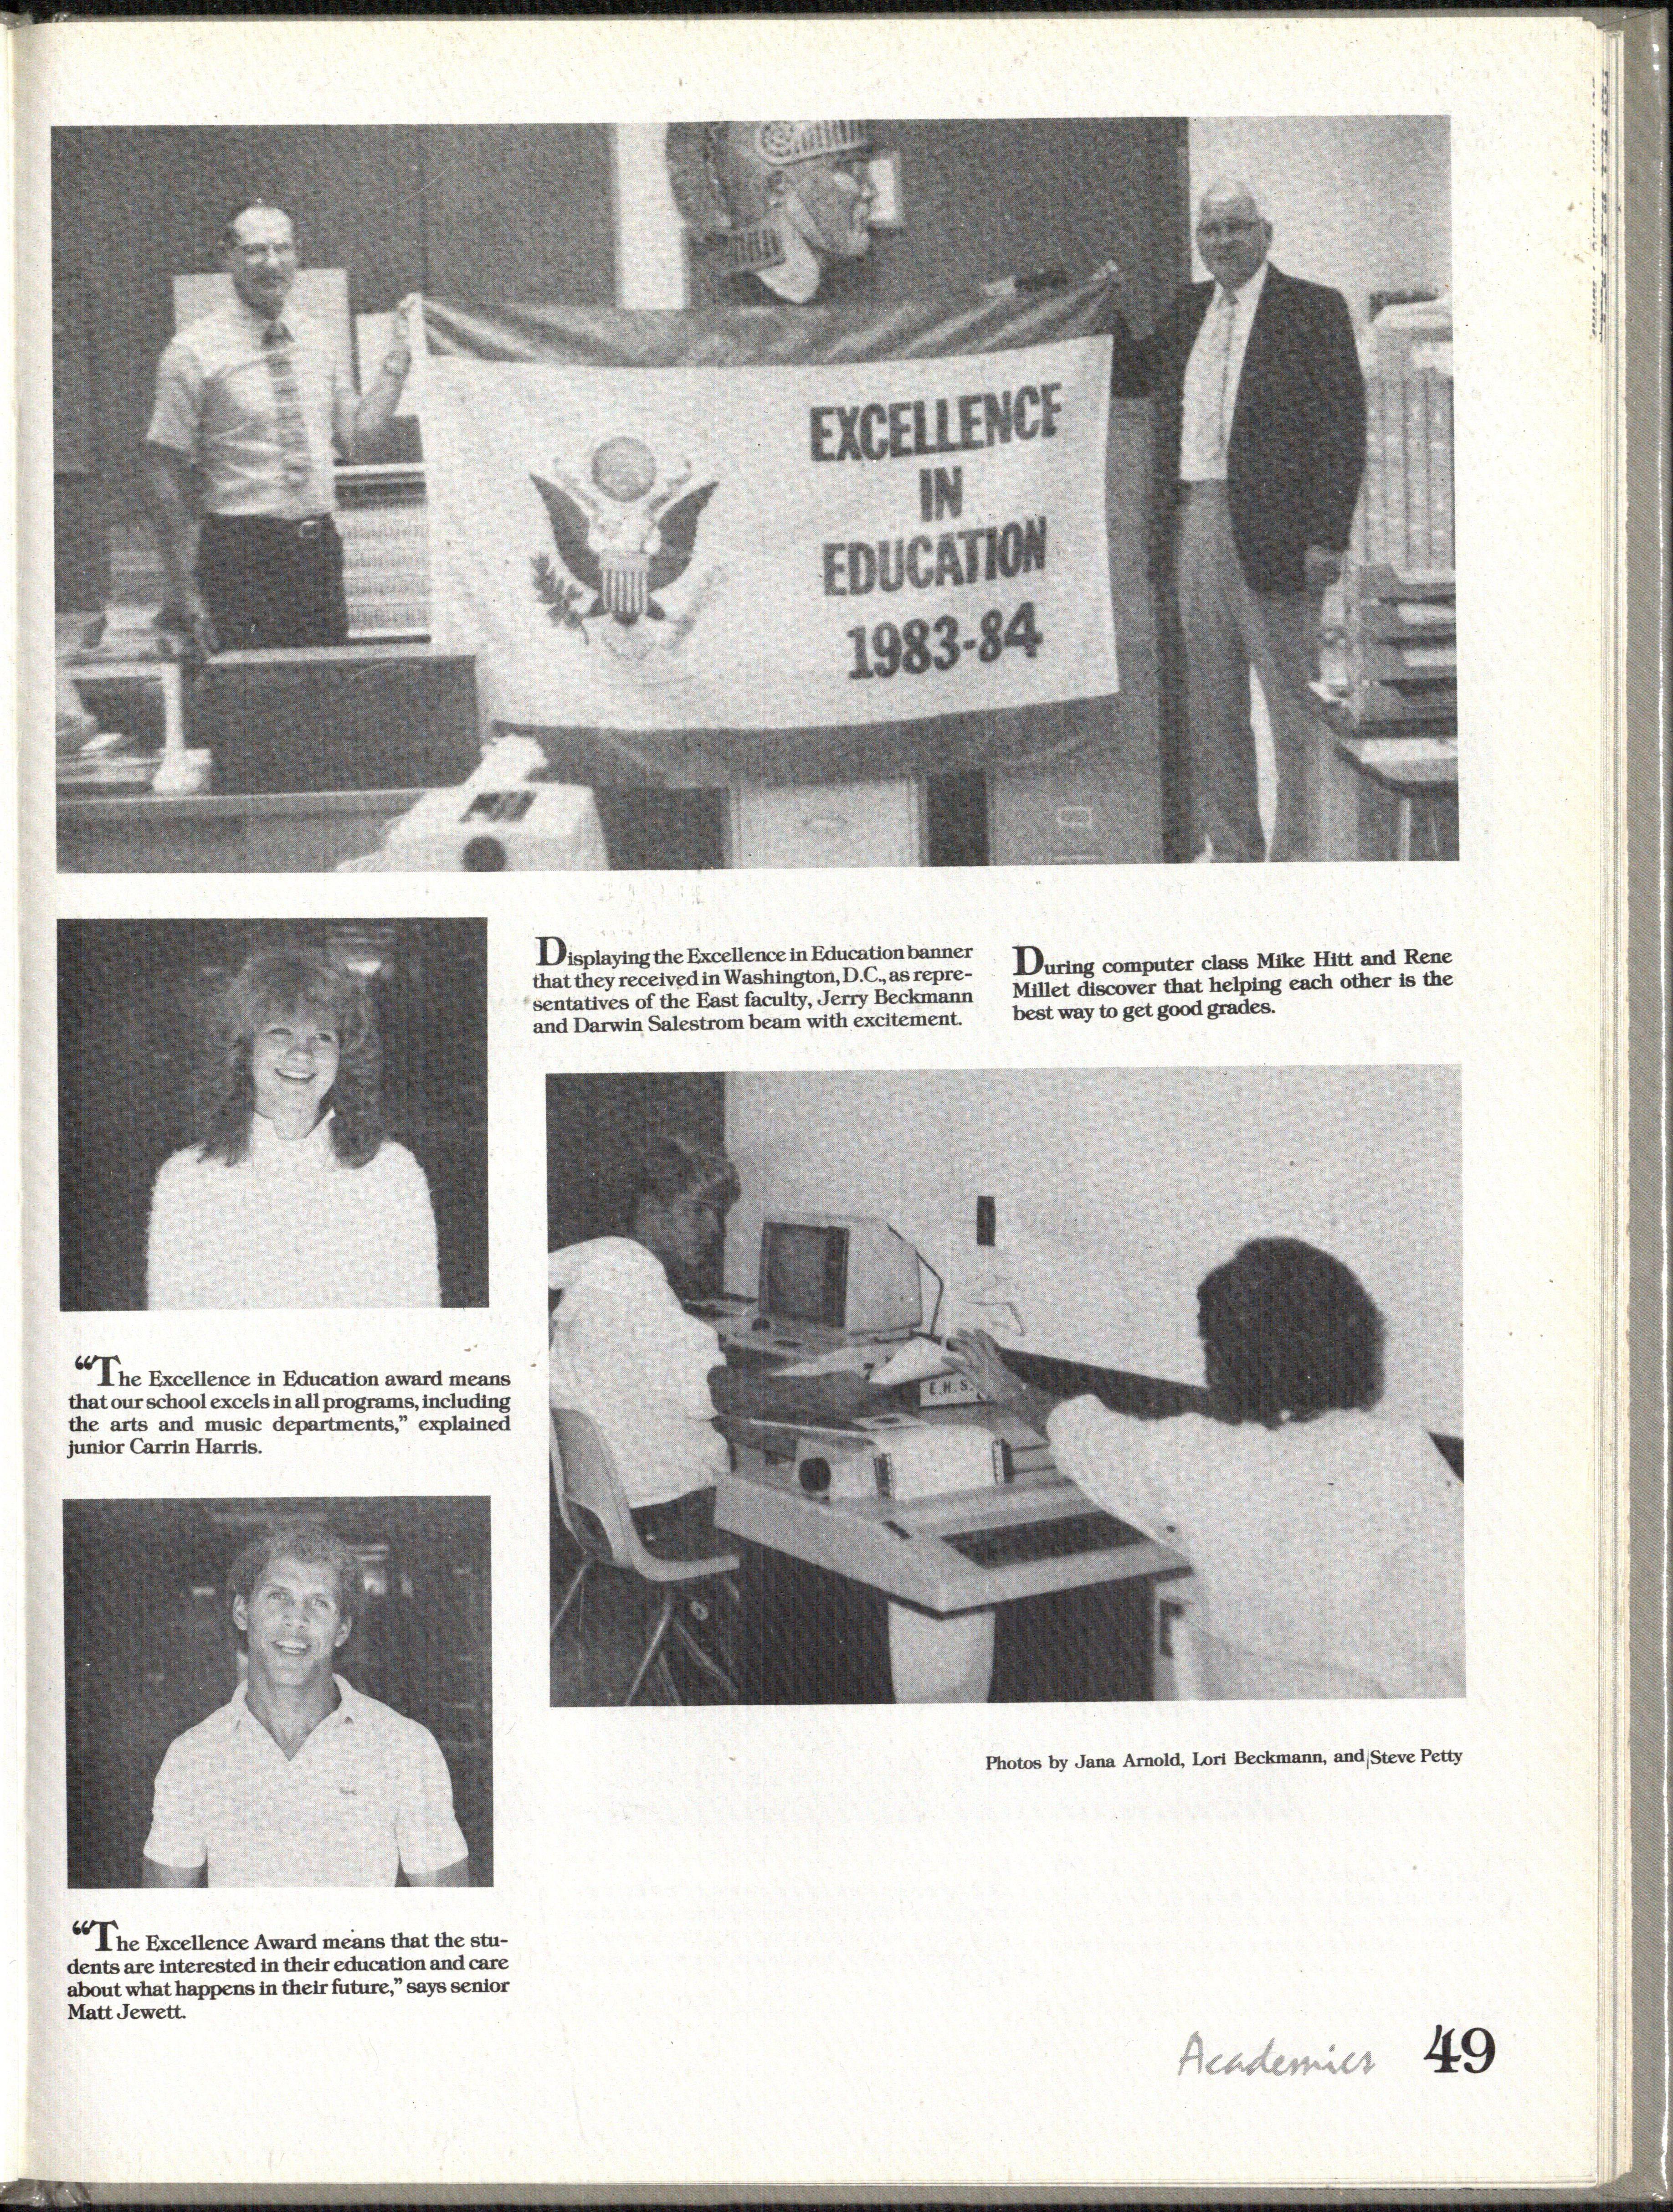 EXCELLENCE
IN
EDUCATION
1983-84
Displaying the Excellence in Education banner
that they received in Washington, D.C., as repre-
sentatives of the East faculty, Jerry Beckmann
and Darwin Salestrom beam with excitement.
During computer class Mike Hitt and Rene
Millet discover that helping each other is the
best way to get good grades.
E.H.S.
“The Excellence in Education award means
that our school excels in all programs, including
the arts and music departments,” explained
junior Carrin Harris.
Photos by Jana Arnold, Lori Beckmann, and Steve Petty
“The Excellence Award means that the stu-
dents are interested in their education and care
about what happens in their future,” says senior
Matt Jewett.
Academics 49